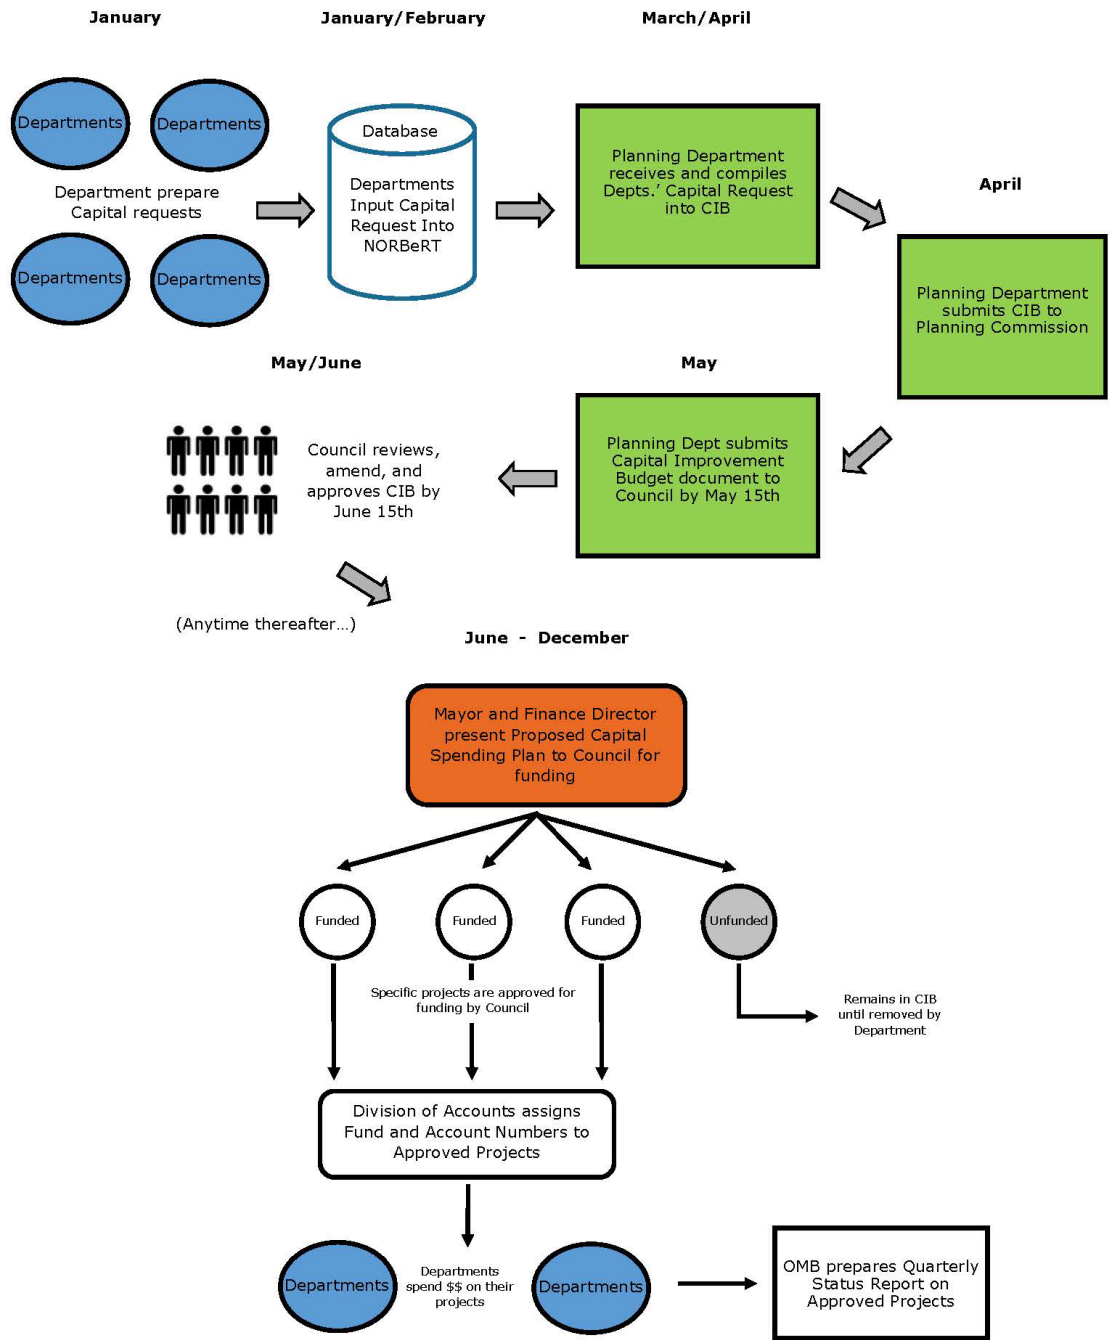 January
January/February
March/April
Departments
Departments
Department prepare
Capital requests
Departments
Departments
Database
Departments
Input Capital
Request Into
NORBeRT
Planning Department
receives and compiles
Depts.’ Capital Request
into CIB
April
Planning Department
submits CIB to
Planning Commission
May/June
May
Planning Dept submits
Capital Improvement
Budget document to
Council by May 15th
Council reviews,
amend, and
approves CIB by
June 15th
(Anytime thereafter…)
June - December
Mayor and Finance Director
present Proposed Capital
Spending Plan to Council for
funding
Funded
Funded
Funded
Unfunded
Specific projects are approved for
funding by Council
Remains in CIB
until removed by
Department
Division of Accounts assigns
Fund and Account Numbers to
Approved Projects
Departments
Departments
spend $$ on their
projects
Departments
OMB prepares Quarterly
Status Report on
Approved Projects